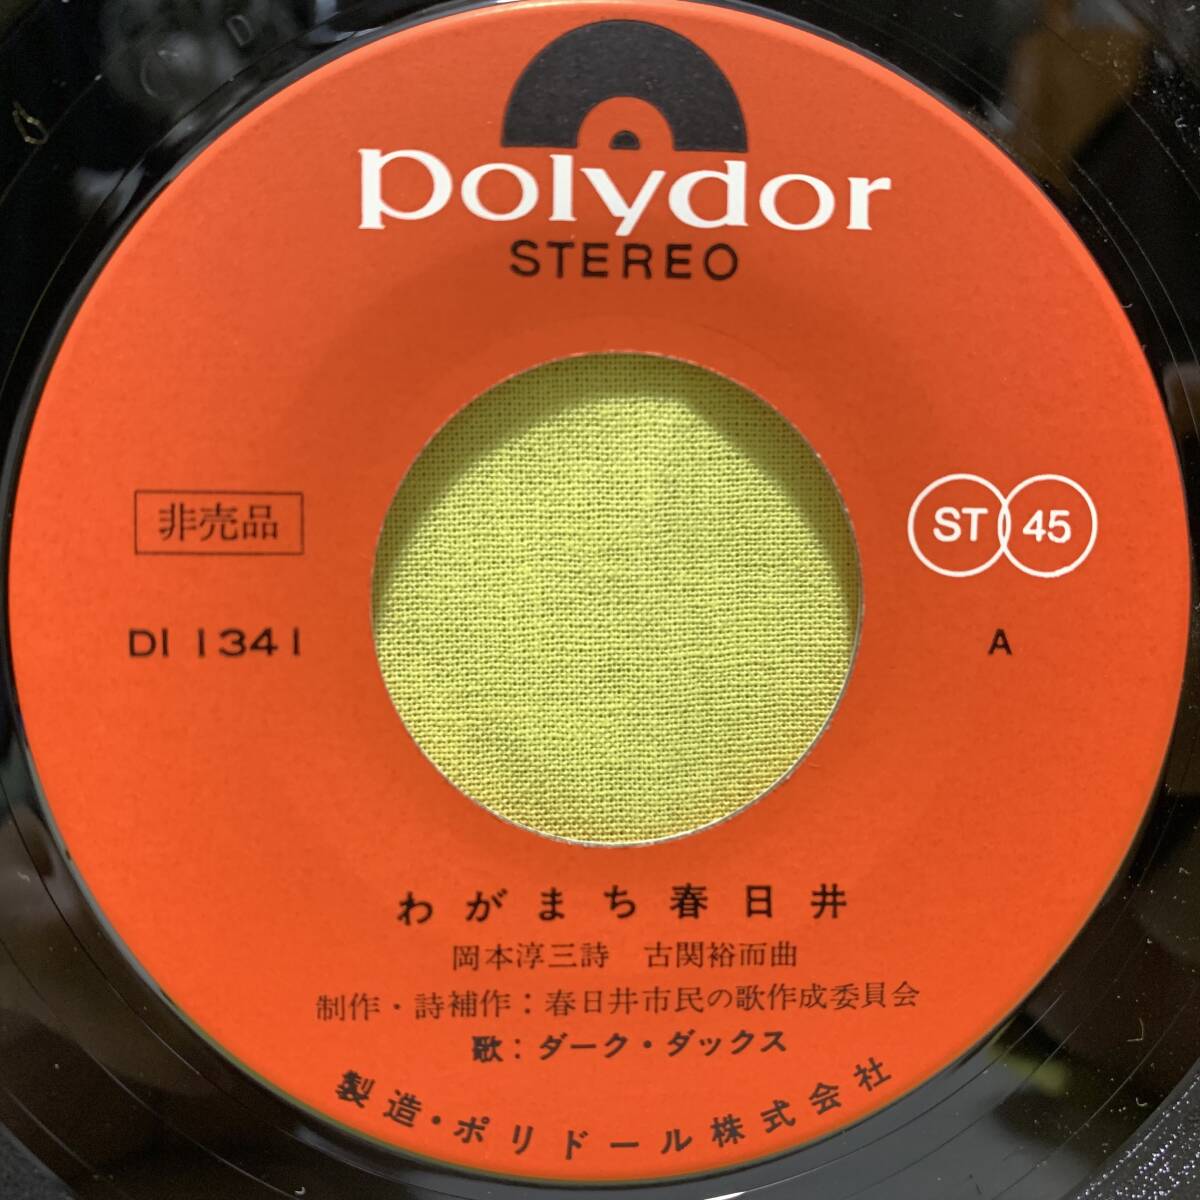 polydor
STEREO
非売品
ST 45
DI 1341
A
わがまち春日井
岡本淳三詩 古関裕而曲
制作・詩補作：春日井市民の歌作成委員会
歌：ダーク・ダックス
製造・ポリドール株式会社